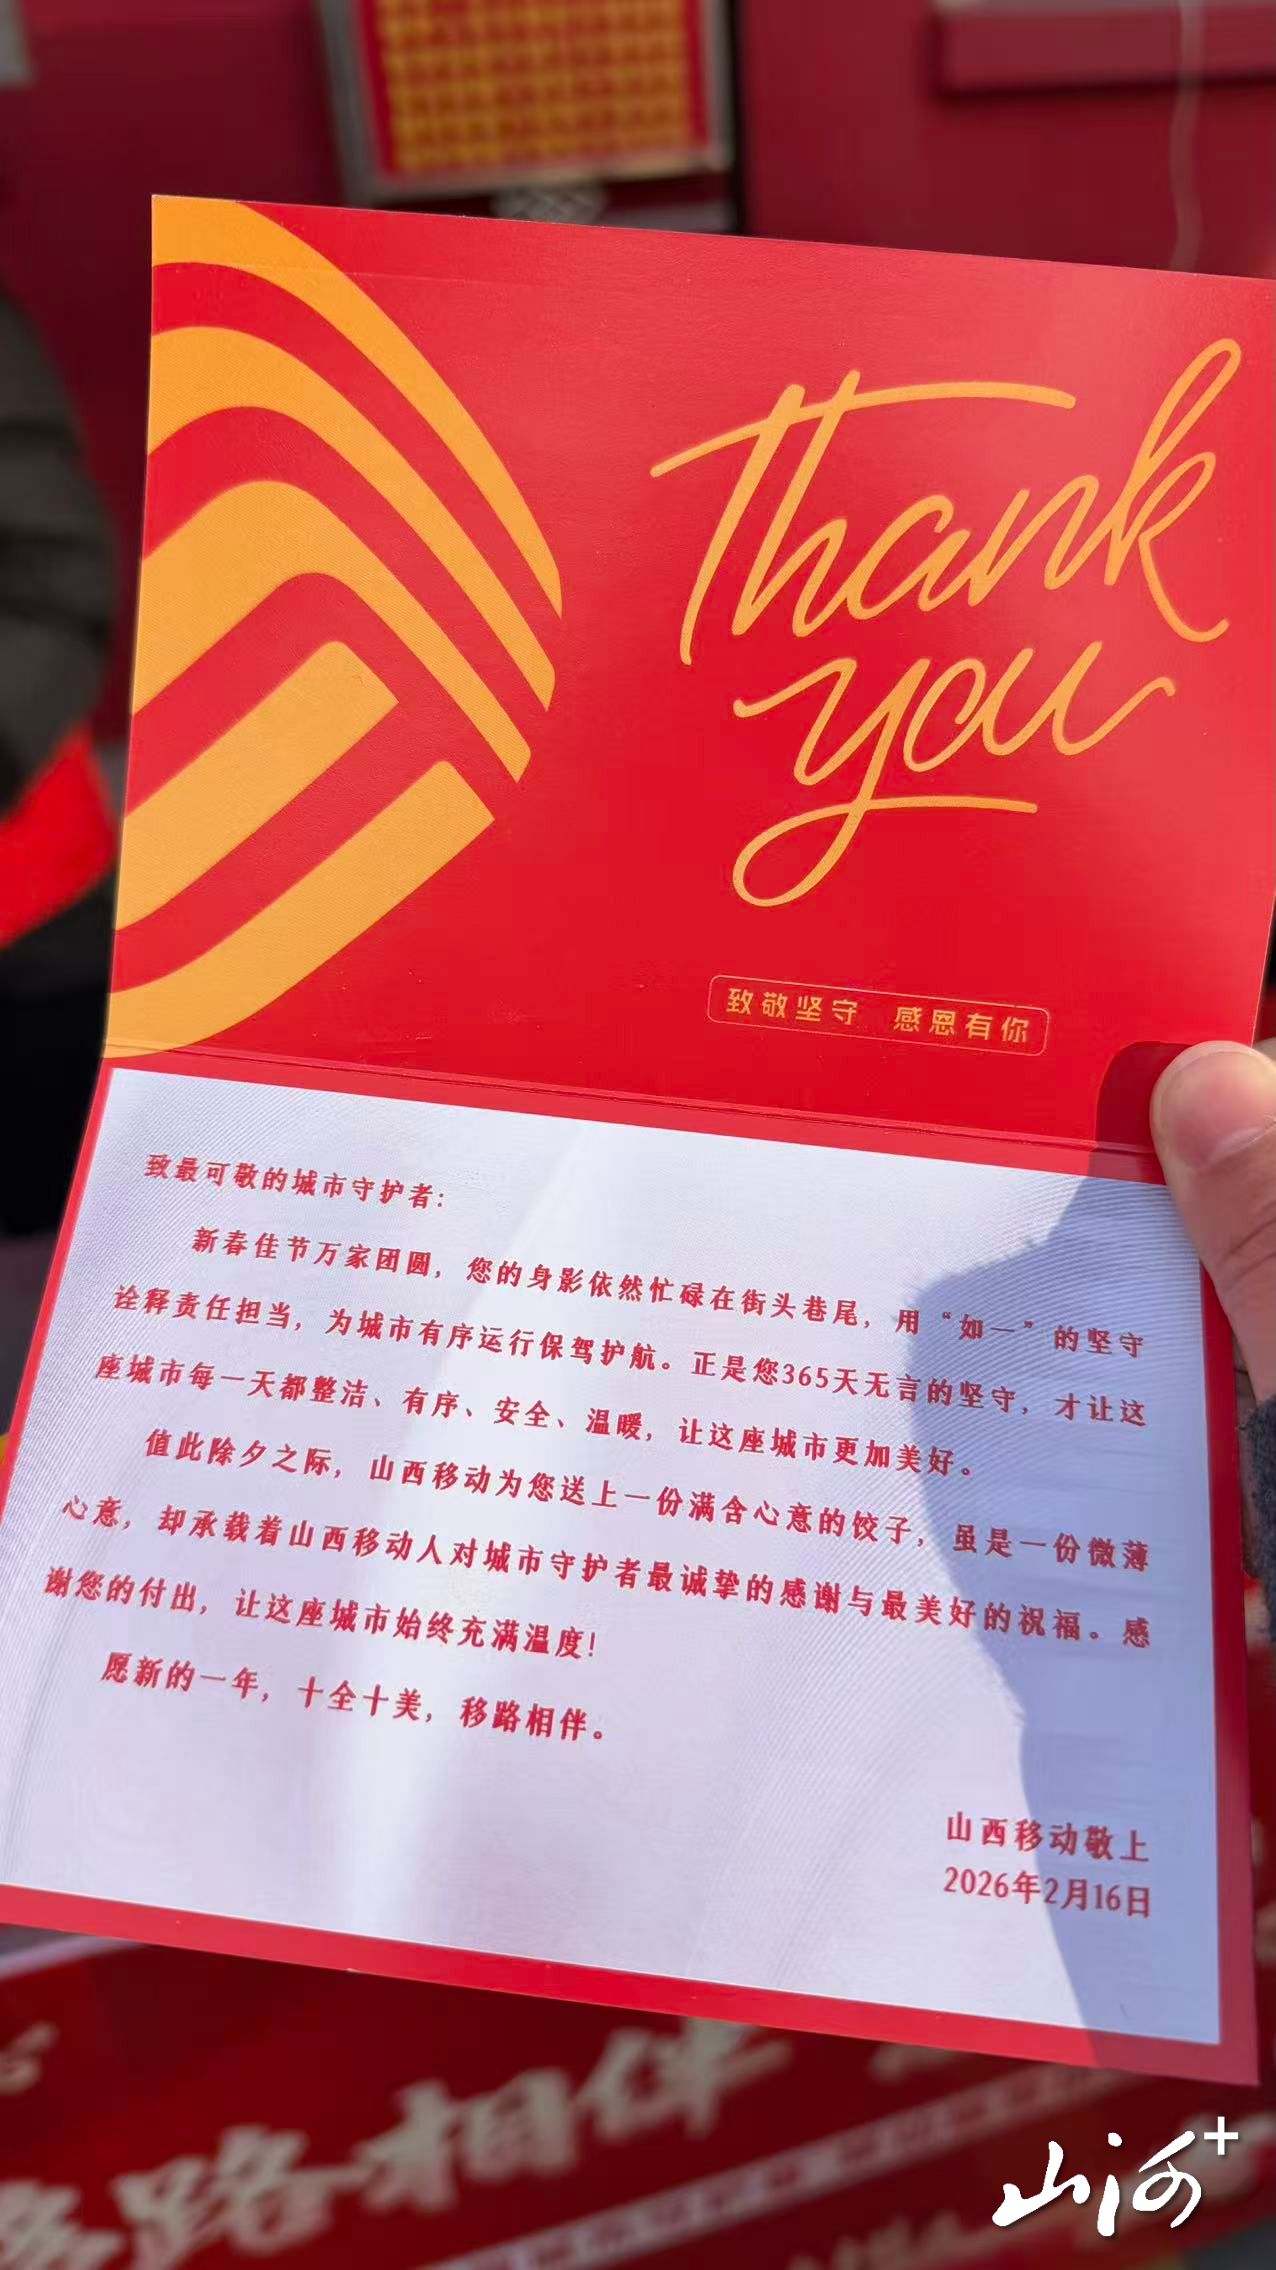 Thank
you
致敬坚守 感恩有你
致最可敬的城市守护者：
新春佳节万家团圆，您的身影依然忙碌在街头巷尾，用“如一”的坚守
诠释责任担当，为城市有序运行保驾护航。正是您365天无言的坚守，才让这
座城市每一天都整洁、有序、安全、温暖，让这座城市更加美好。
值此除夕之际，山西移动为您送上一份满含心意的饺子，虽是一份微薄
心意，却承载着山西移动人对城市守护者最诚挚的感谢与最美好的祝福。感
谢您的付出，让这座城市始终充满温度！
愿新的一年，十全十美，移路相伴。
山西移动敬上
2026年2月16日
路相伴
山河+